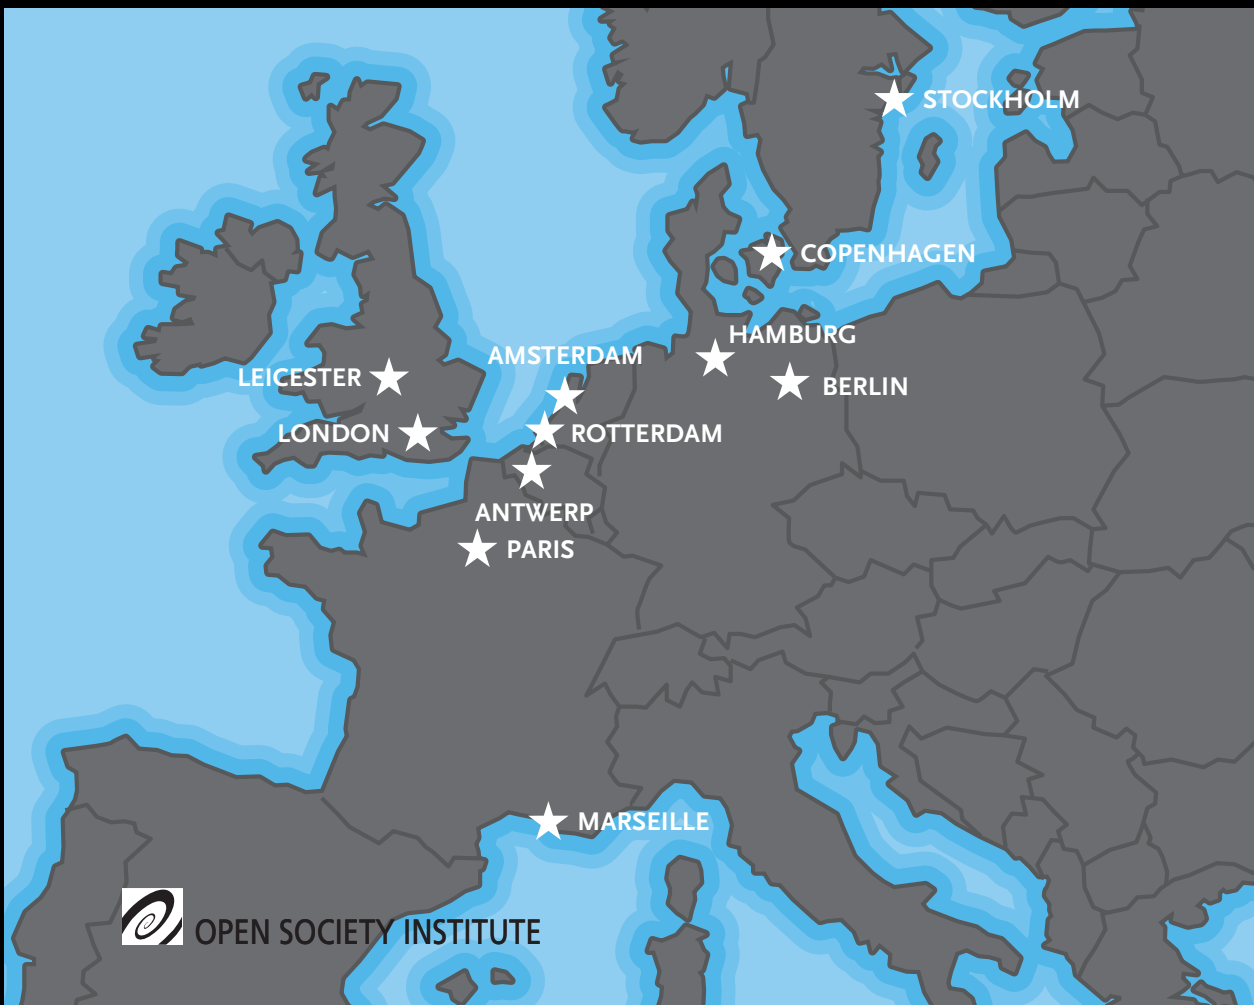 STOCKHOLM
COPENHAGEN
HAMBURG
AMSTERDAM
LEICESTER
BERLIN
LONDON
ROTTERDAM
ANTWERP
PARIS
MARSEILLE
OPEN SOCIETY INSTITUTE